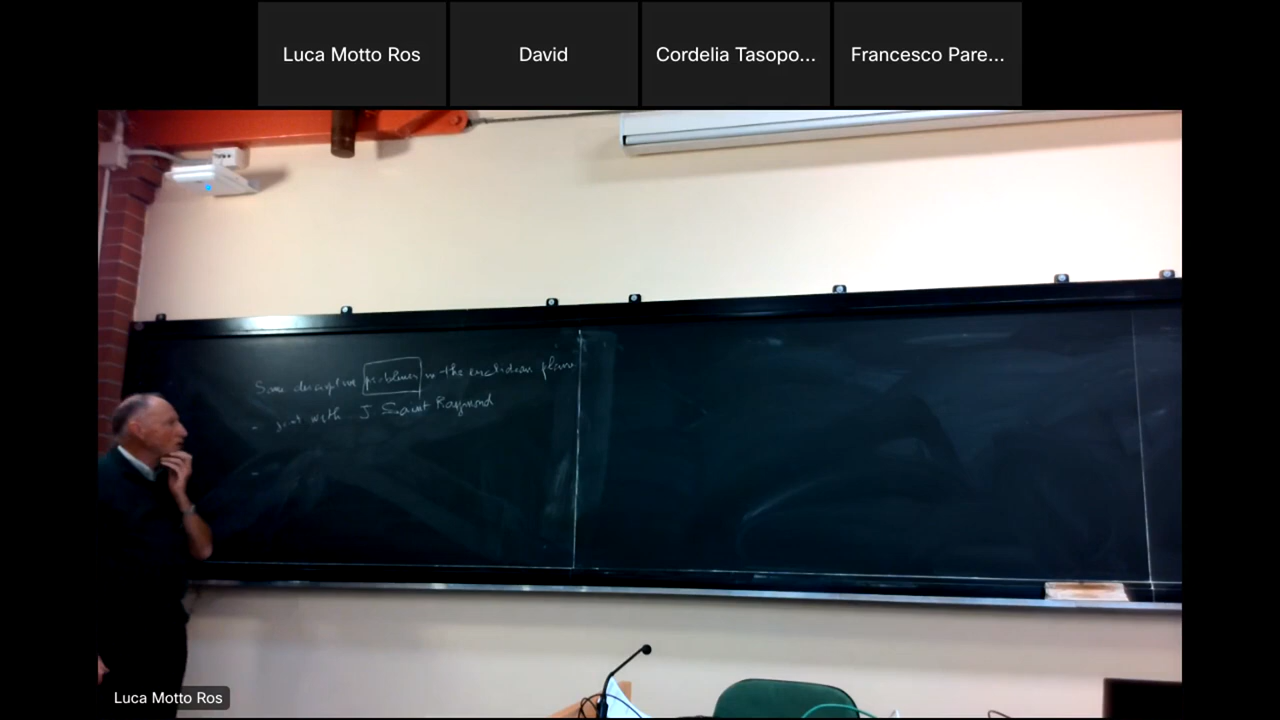 Luca Motto Ros
David
Cordelia Tasopo...
Francesco Pare...
Some descriptive problems in the euclidean plane
joint with J Saint Raymond
Luca Motto Ros